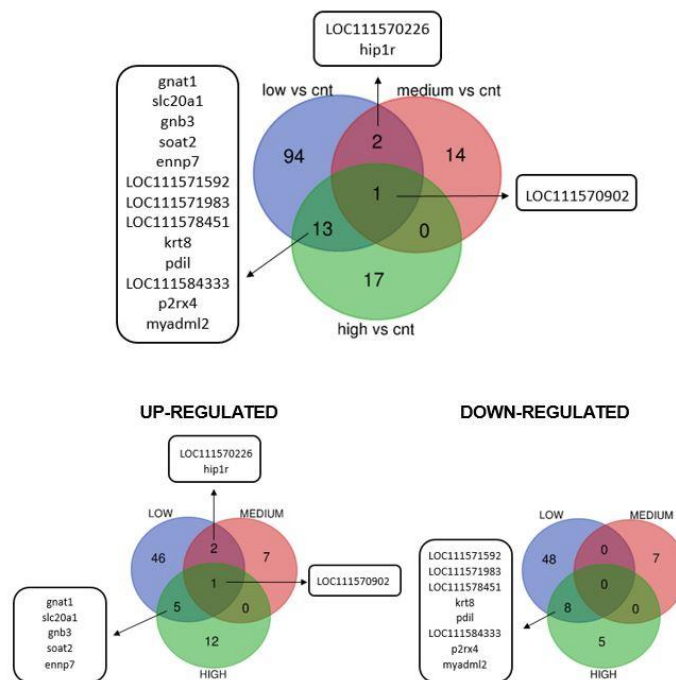 LOC111570226
hip1r
gnat1
slc20a1
gnb3
soat2
ennp7
LOC111571592
LOC111571983
LOC111578451
krt8
pdil
LOC111584333
p2rx4
myadml2
low vs cnt
medium vs cnt
2
94
14
1
LOC111570902
13
0
17
high vs cnt
UP-REGULATED
LOC111570226
hip1r
LOW
MEDIUM
2
46
7
1
LOC111570902
5
0
gnat1
slc20a1
gnb3
soat2
ennp7
12
HIGH
DOWN-REGULATED
LOW
MEDIUM
LOC111571592
LOC111571983
LOC111578451
krt8
pdil
LOC111584333
p2rx4
myadml2
0
48
7
0
8
0
5
HIGH